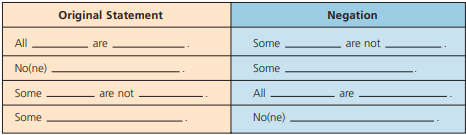 Original Statement Negation
All ________ are ________. Some ________ are not ________.
No(ne) ________. Some ________.
Some ________ are not ________. All ________ are ________.
Some ________. No(ne) ________.